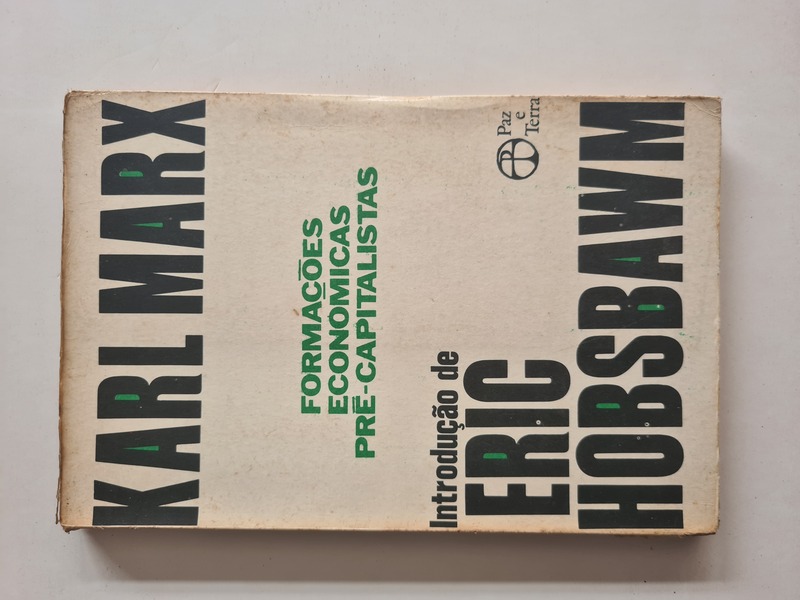 KARL MARX
FORMAÇÕES
ECONÔMICAS
PRÉ-CAPITALISTAS
Introdução de
ERIC
HOBSBAWM
Paz
e
Terra